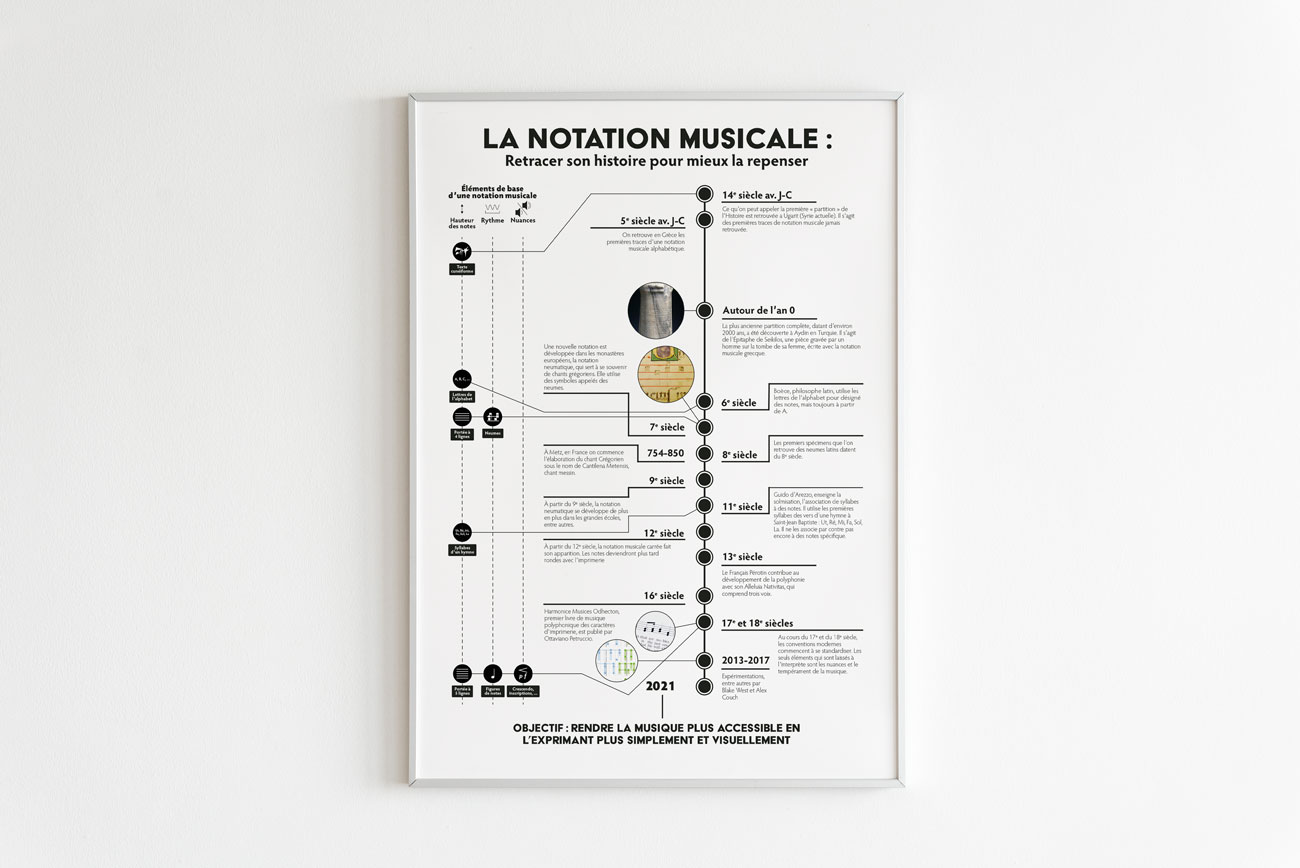 LA NOTATION MUSICALE :
Retracer son histoire pour mieux la repenser
Éléments de base
d'une notation musicale
Hauteur
des notes
Rythme
Nuances
14e siècle av. J-C
Ce qu'on peut appeler la première « partition » de
l'Histoire est retrouvée à Ugarit (Syrie actuelle). Il s'agit
des premières traces de notation musicale jamais
retrouvée.
5e siècle av. J-C
On retrouve en Grèce les
premières traces d'une notation
musicale alphabétique.
Texte
cunéiforme
Autour de l'an 0
La plus ancienne partition complète, datant d'environ
2000 ans, a été découverte à Aydin en Turquie. Il s'agit
de l'Épitaphe de Seikilos, une pièce gravée par un
homme sur la tombe de sa femme, écrite avec la notation
musicale grecque.
Une nouvelle notation est
développée dans les monastères
européens, la notation
neumatique, qui sert à se souvenir
de chants grégoriens. Elle utilise
des symboles appelés des
neumes.
a, b, c, ...
Lettres de
l'alphabet
6e siècle
Boèce, philosophe latin, utilise les
lettres de l'alphabet pour désigné
des notes, mais toujours à partir
de A.
Portée à
4 lignes
Neumes
7e siècle
À Metz, en France on commence
l'élaboration du chant Grégorien
sous le nom de Cantilena Metensis,
chant messin.
754-850
8e siècle
Les premiers spécimens que l'on
retrouve des neumes latins datent
du 8e siècle.
9e siècle
À partir du 9e siècle, la notation
neumatique se développe de plus
en plus dans les grandes écoles,
entre autres.
11e siècle
Guido d'Arezzo, enseigne la
solmisation, l'association de syllabes
à des notes. Il utilise les premières
syllabes des vers d'une hymne à
Saint-Jean Baptiste : Ut, Ré, Mi, Fa, Sol,
La. Il ne les associe par contre pas
encore à des notes spécifique.
Syllabes
d'un hymne
12e siècle
À partir du 12e siècle, la notation musicale carrée fait
son apparition. Les notes deviendront plus tard
rondes avec l'imprimerie
13e siècle
Le Français Pérotin contribue au
développement de la polyphonie
avec son Alleluia Nativitas, qui
comprend trois voix.
16e siècle
Harmonice Musices Odhecton,
premier livre de musique
polyphonique des caractères
d'imprimerie, est publié par
Ottaviano Petruccio.
17e et 18e siècles
Au cours du 17e et du 18e siècle,
les conventions modernes
commencent à se standardiser. Les
seuls éléments qui sont laissés à
l'interprète sont les nuances et le
tempérament de la musique.
2013-2017
Expérimentations,
entre autres par
Blake West et Alex
Couch
Portée à
5 lignes
Figures
de notes
Crescendo,
inscriptions, ...
2021
OBJECTIF : RENDRE LA MUSIQUE PLUS ACCESSIBLE EN
L'EXPRIMANT PLUS SIMPLEMENT ET VISUELLEMENT